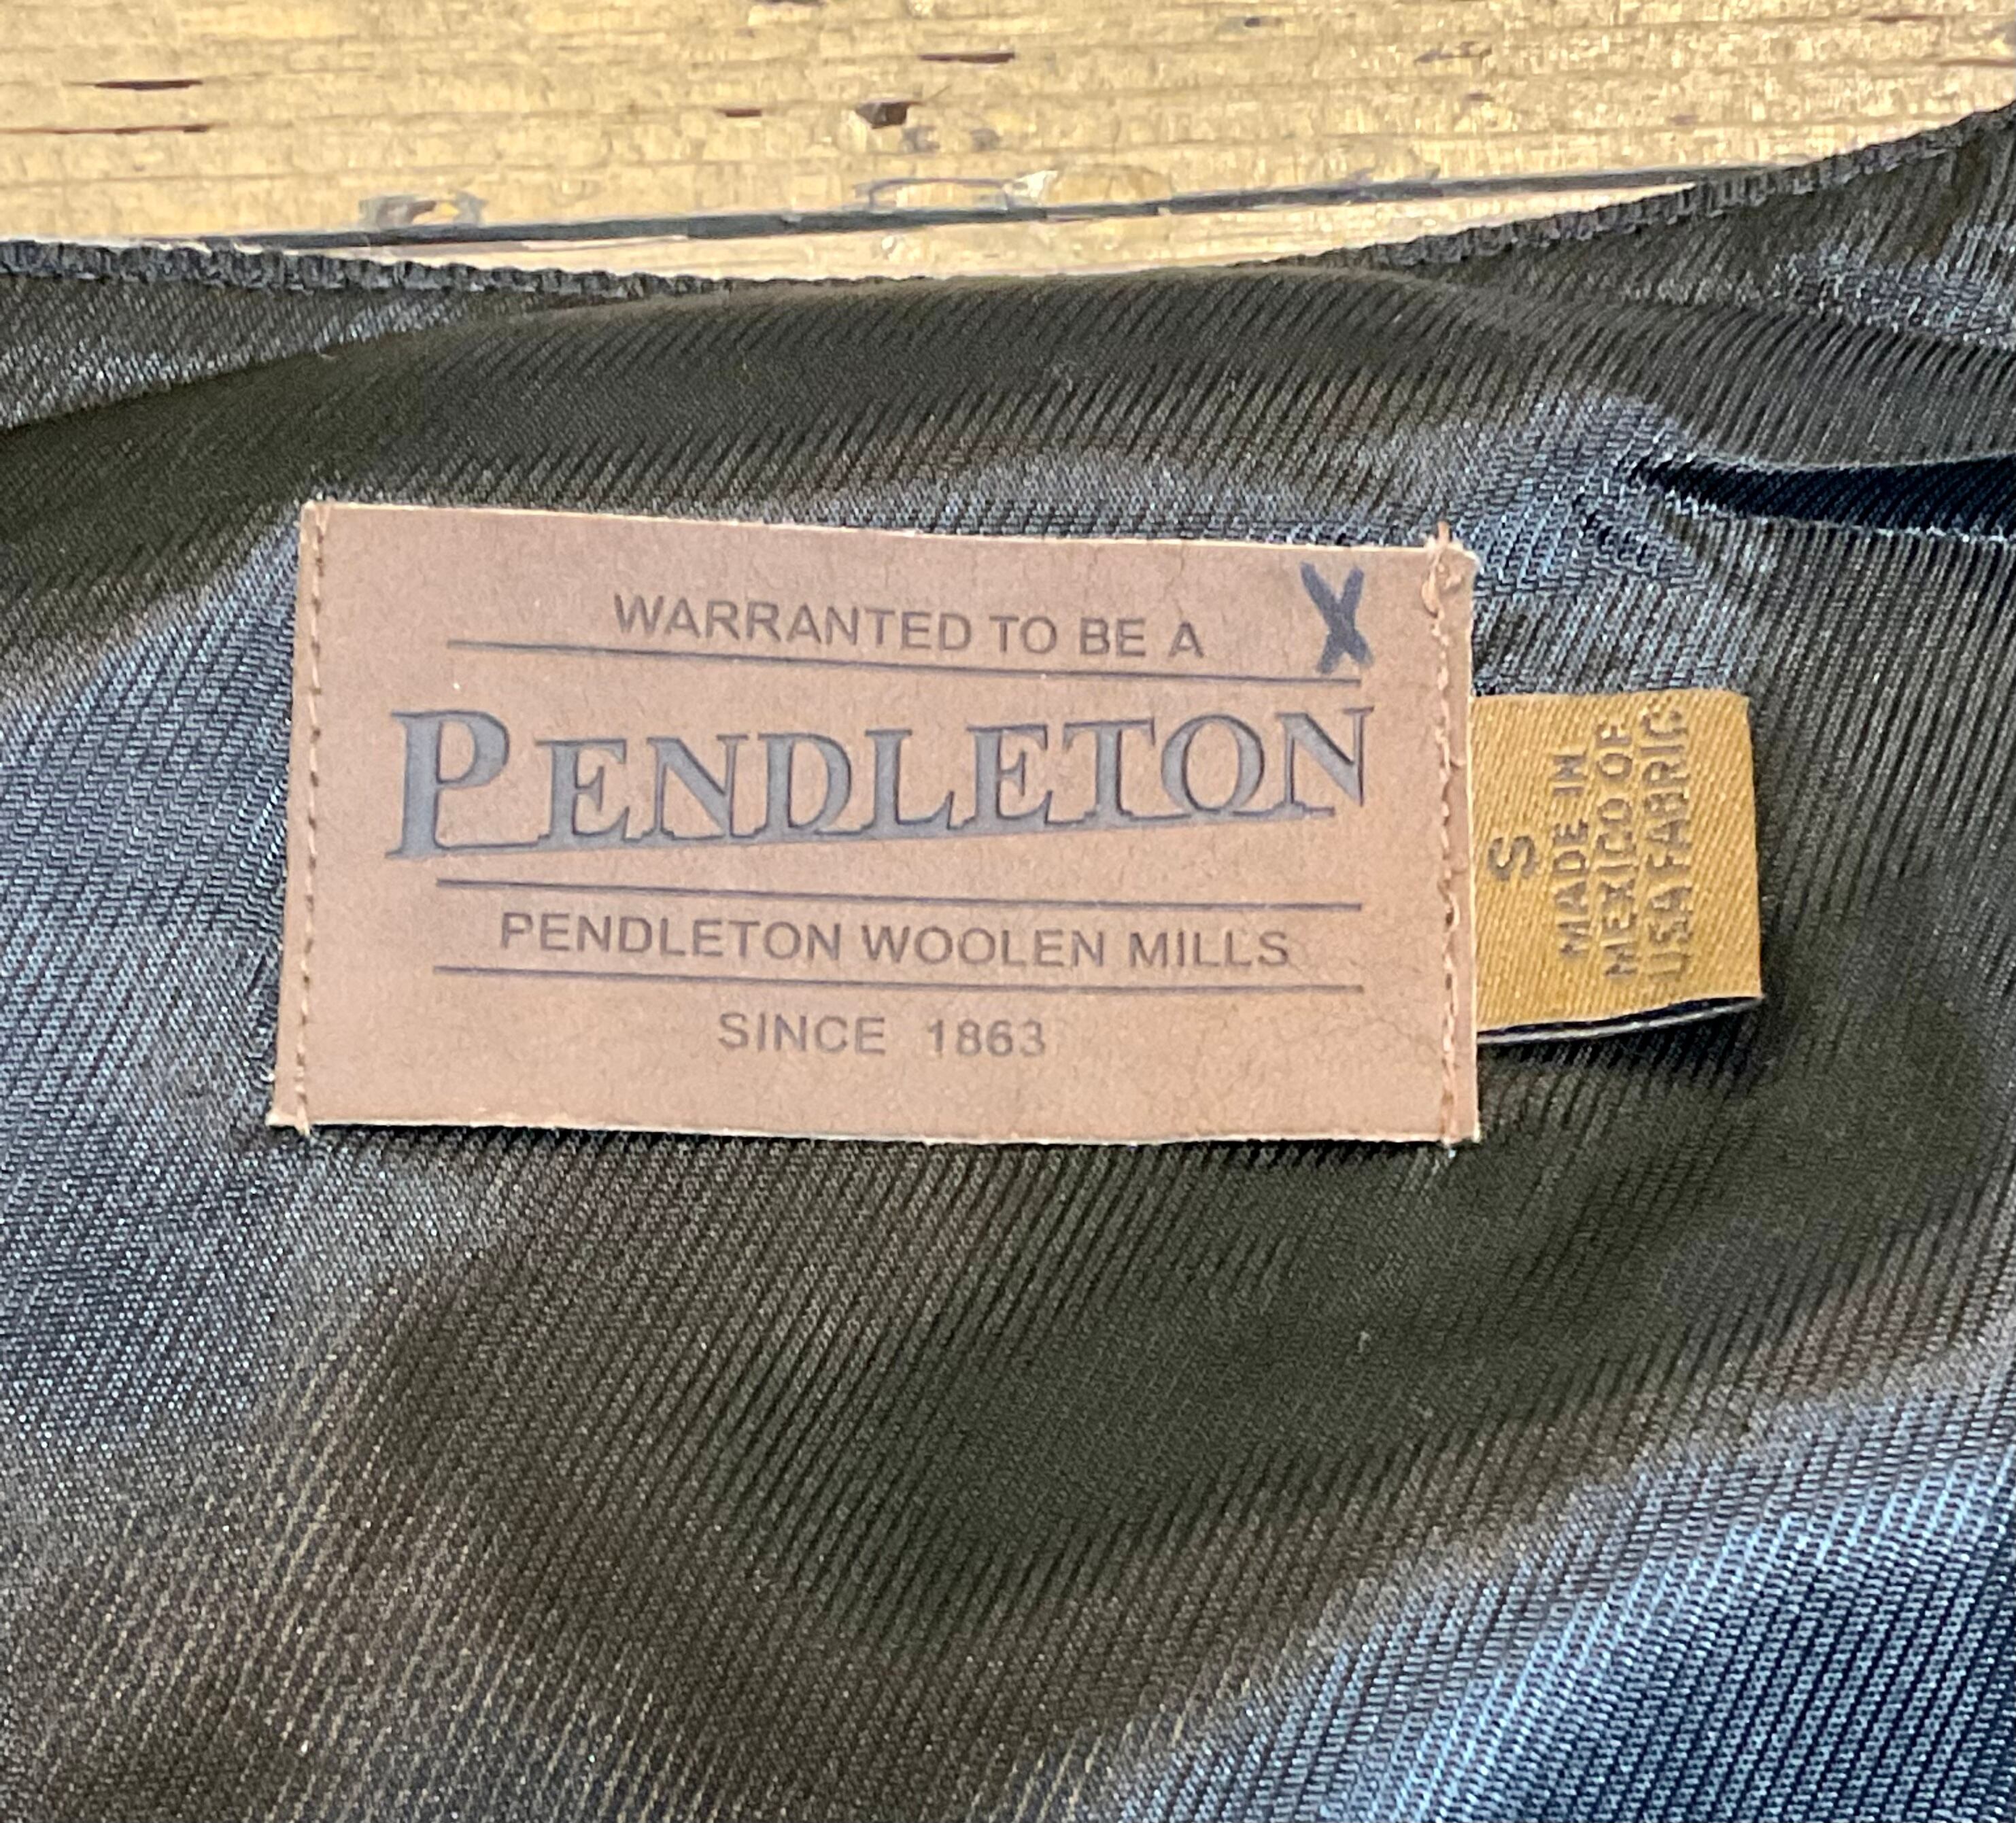 WARRANTED TO BE A
X
PENDLETON
PENDLETON WOOLEN MILLS
SINCE 1863
S
MADE IN
MEXICO OF
USA FABRIC